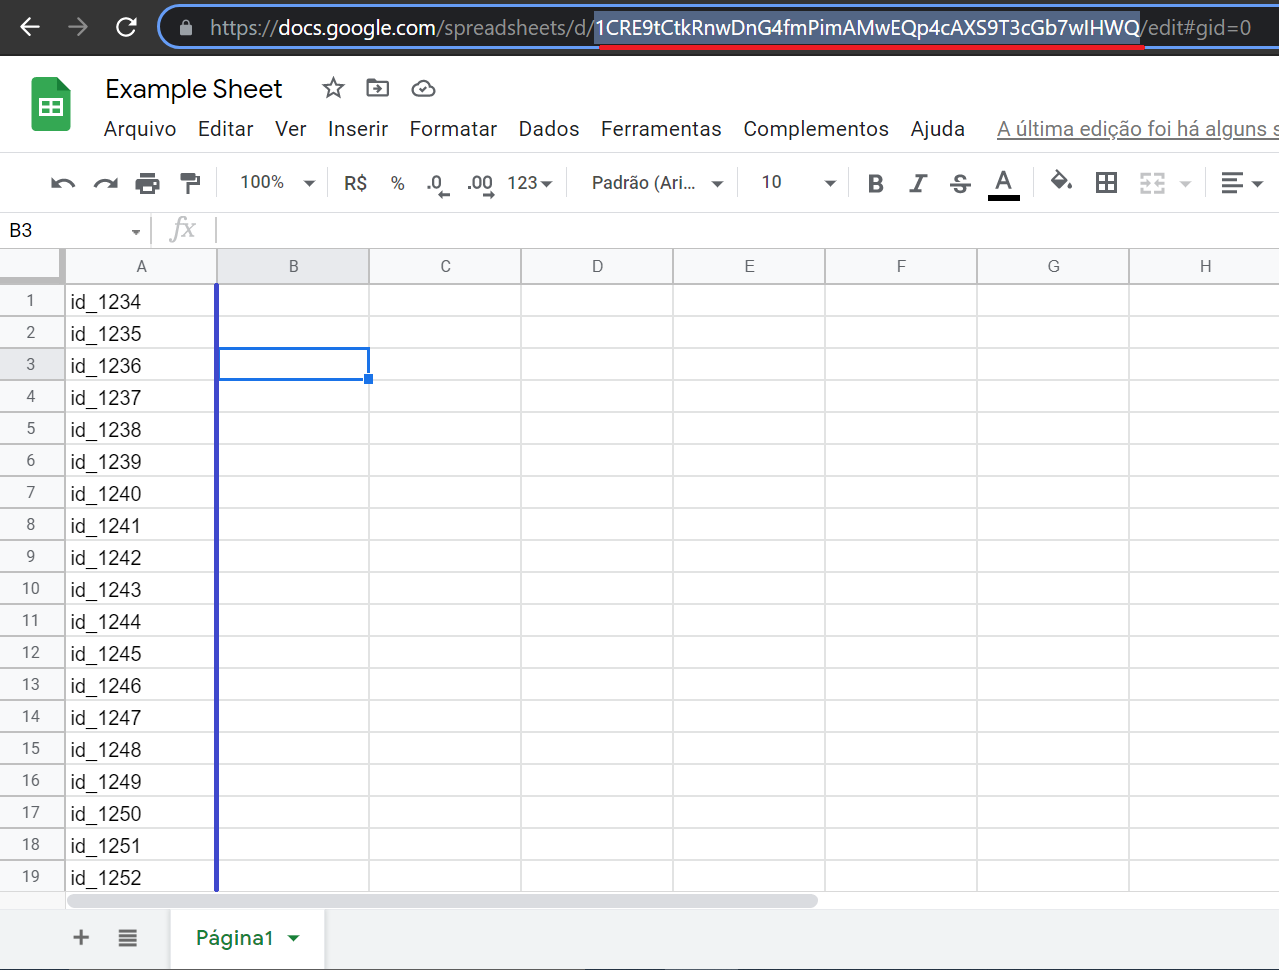 https://docs.google.com/spreadsheets/d/1CRE9tCtkRnwDnG4fmPimAMwEQp4cAXS9T3cGb7wIHWQ/edit#gid=0
Example Sheet
Arquivo Editar Ver Inserir Formatar Dados Ferramentas Complementos Ajuda A última edição foi há alguns s
100% R$ % .0 .00 123 Padrão (Ari... 10 B I S A
B3 fx
A B C D E F G H
1 id_1234
2 id_1235
3 id_1236
4 id_1237
5 id_1238
6 id_1239
7 id_1240
8 id_1241
9 id_1242
10 id_1243
11 id_1244
12 id_1245
13 id_1246
14 id_1247
15 id_1248
16 id_1249
17 id_1250
18 id_1251
19 id_1252
Página1